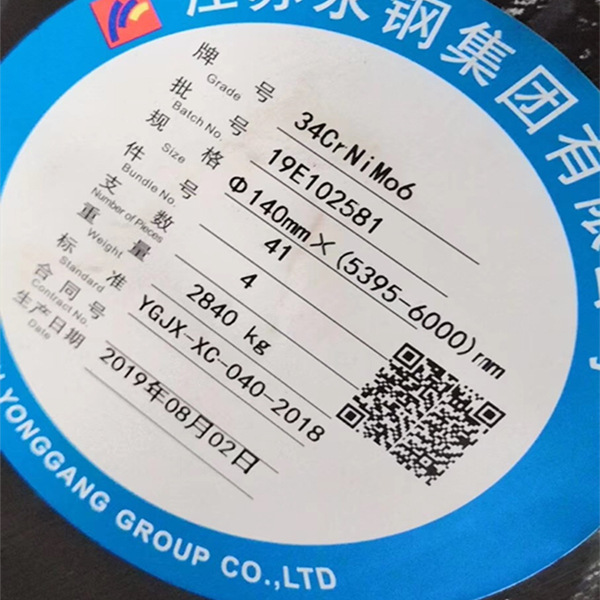 江苏永钢集团有限公司
牌 号 34CrNiMo6
Grade
批 号 19E102581
Batch No.
规 格 Φ140mm×(5395-6000)mm
Size
件 号 41
Bundle No.
支 数 4
Number of Pieces
重 量 2840 kg
Weight
标 准 YGJX-XC-040-2018
Standard
合 同 号
Contract No.
生产日期 2019年08月02日
Date
YONGGANG GROUP CO.,LTD